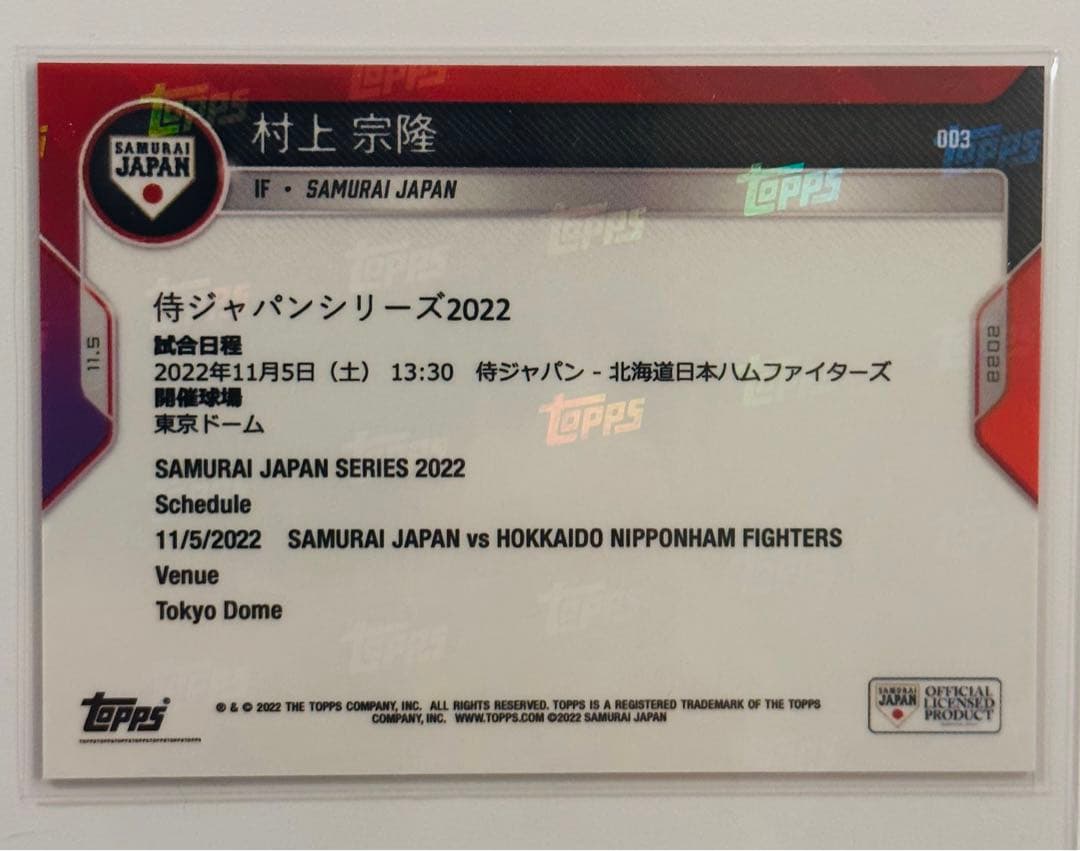 村上 宗隆
003
SAMURAI
JAPAN
IF • SAMURAI JAPAN
TOPPS
侍ジャパンシリーズ2022
試合日程
2022年11月5日（土） 13:30 侍ジャパン - 北海道日本ハムファイターズ
開催球場
東京ドーム
11.5
2022
TOPPS
SAMURAI JAPAN SERIES 2022
Schedule
11/5/2022 SAMURAI JAPAN vs HOKKAIDO NIPPONHAM FIGHTERS
Venue
Tokyo Dome
TOPPS
® & © 2022 THE TOPPS COMPANY, INC. ALL RIGHTS RESERVED. TOPPS IS A REGISTERED TRADEMARK OF THE TOPPS
COMPANY, INC. WWW.TOPPS.COM ©2022 SAMURAI JAPAN
SAMURAI
JAPAN
OFFICIAL
LICENSED
PRODUCT